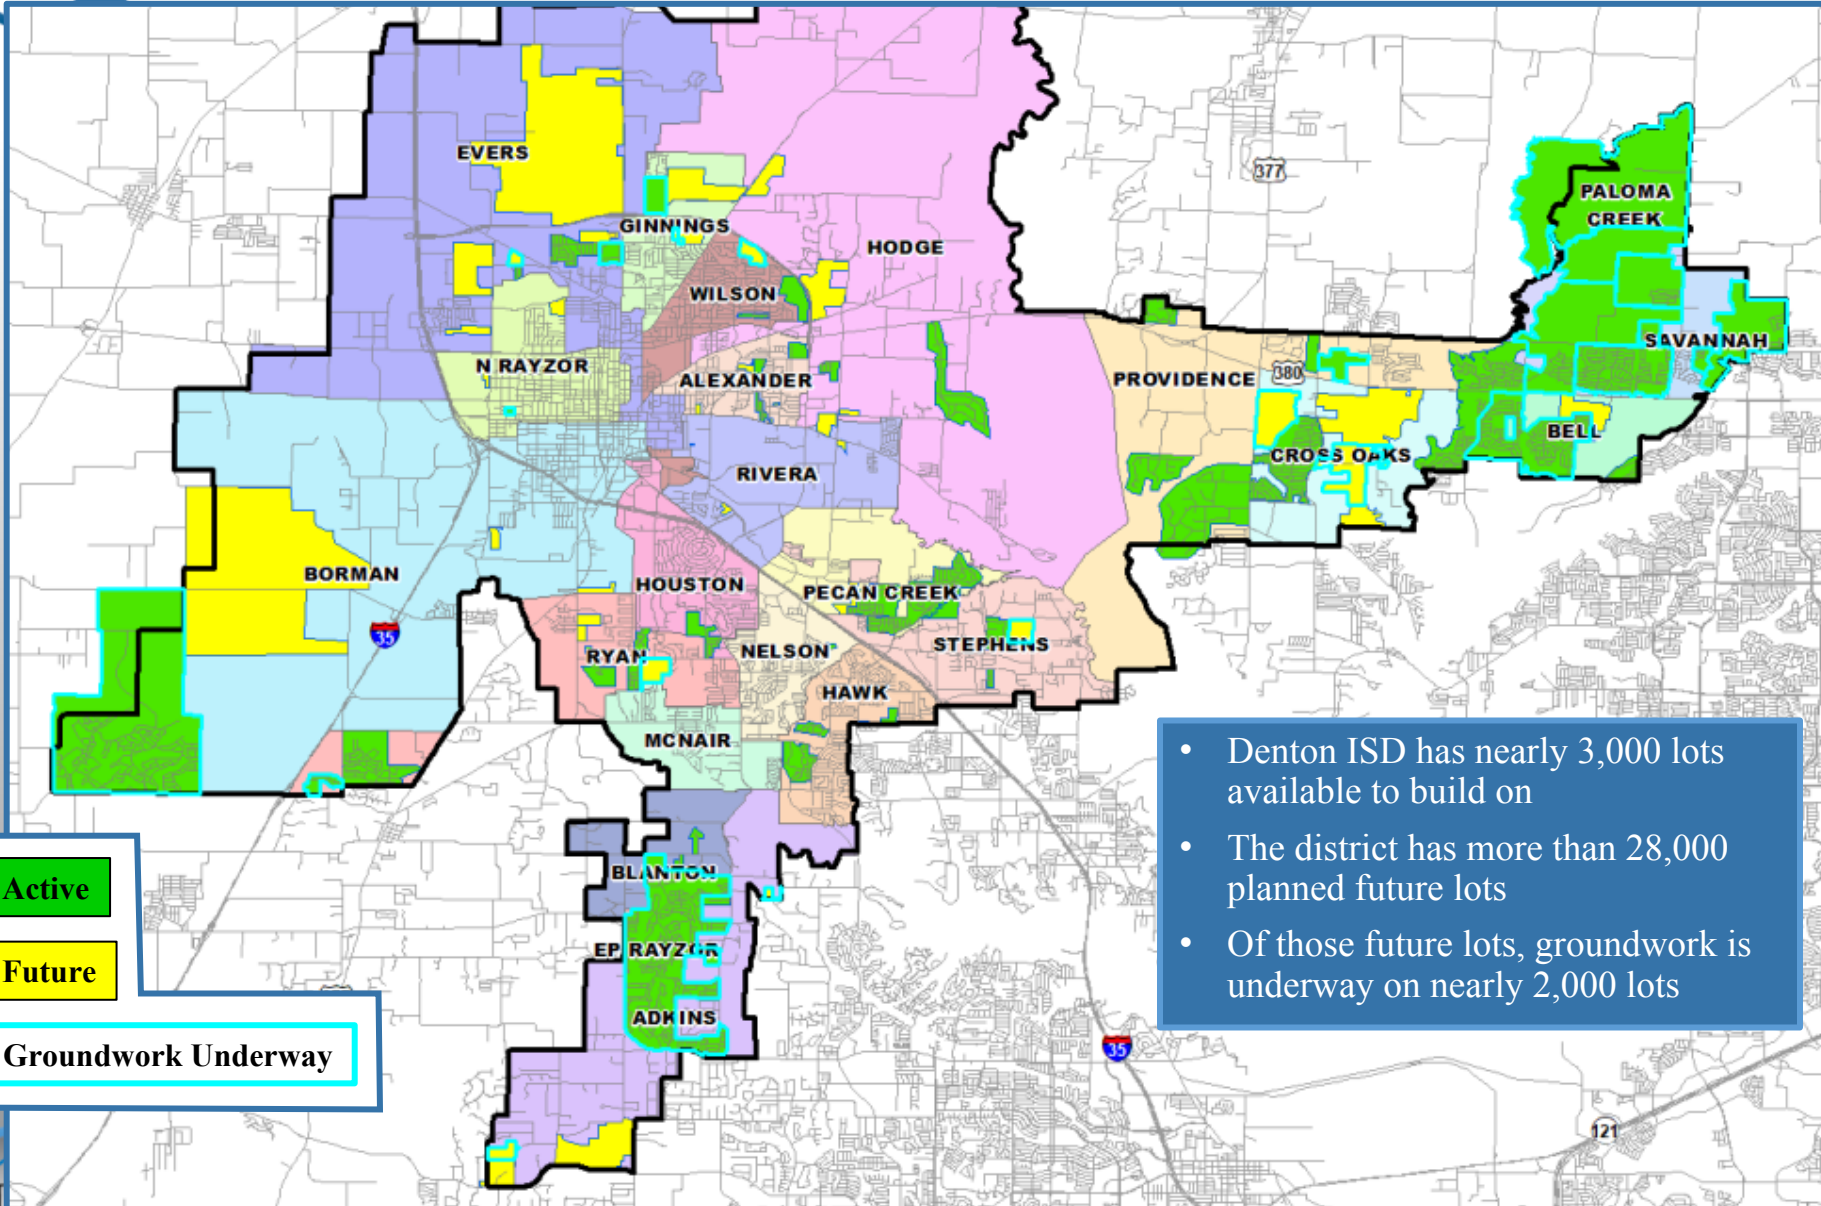 EVERS
377
PALOMA
CREEK
GINNINGS
HODGE
WILSON
SAVANNAH
N RAYZOR
ALEXANDER
PROVIDENCE
380
BELL
CROSS OAKS
RIVERA
BORMAN
HOUSTON
PECAN CREEK
35
RYAN
NELSON
STEPHENS
HAWK
MCNAIR
• Denton ISD has nearly 3,000 lots
available to build on
• The district has more than 28,000
planned future lots
• Of those future lots, groundwork is
underway on nearly 2,000 lots
BLANTON
Active
EP RAYZOR
Future
ADKINS
Groundwork Underway
35
121